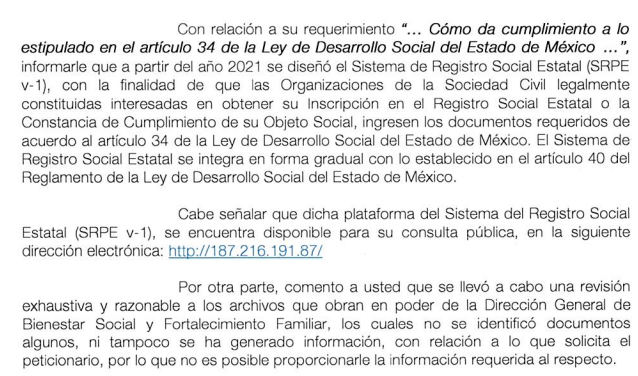 Con relación a su requerimiento “… Cómo da cumplimiento a lo
estipulado en el artículo 34 de la Ley de Desarrollo Social del Estado de México …”,
informarle que a partir del año 2021 se diseñó el Sistema de Registro Social Estatal (SRPE
v-1), con la finalidad de que las Organizaciones de la Sociedad Civil legalmente
constituidas interesadas en obtener su Inscripción en el Registro Social Estatal o la
Constancia de Cumplimiento de su Objeto Social, ingresen los documentos requeridos de
acuerdo al artículo 34 de la Ley de Desarrollo Social del Estado de México. El Sistema de
Registro Social Estatal se integra en forma gradual con lo establecido en el artículo 40 del
Reglamento de la Ley de Desarrollo Social del Estado de México.
Cabe señalar que dicha plataforma del Sistema del Registro Social
Estatal (SRPE v-1), se encuentra disponible para su consulta pública, en la siguiente
dirección electrónica: http://187.216.191.87/
Por otra parte, comento a usted que se llevó a cabo una revisión
exhaustiva y razonable a los archivos que obran en poder de la Dirección General de
Bienestar Social y Fortalecimiento Familiar, los cuales no se identificó documentos
algunos, ni tampoco se ha generado información, con relación a lo que solicita el
peticionario, por lo que no es posible proporcionarle la información requerida al respecto.